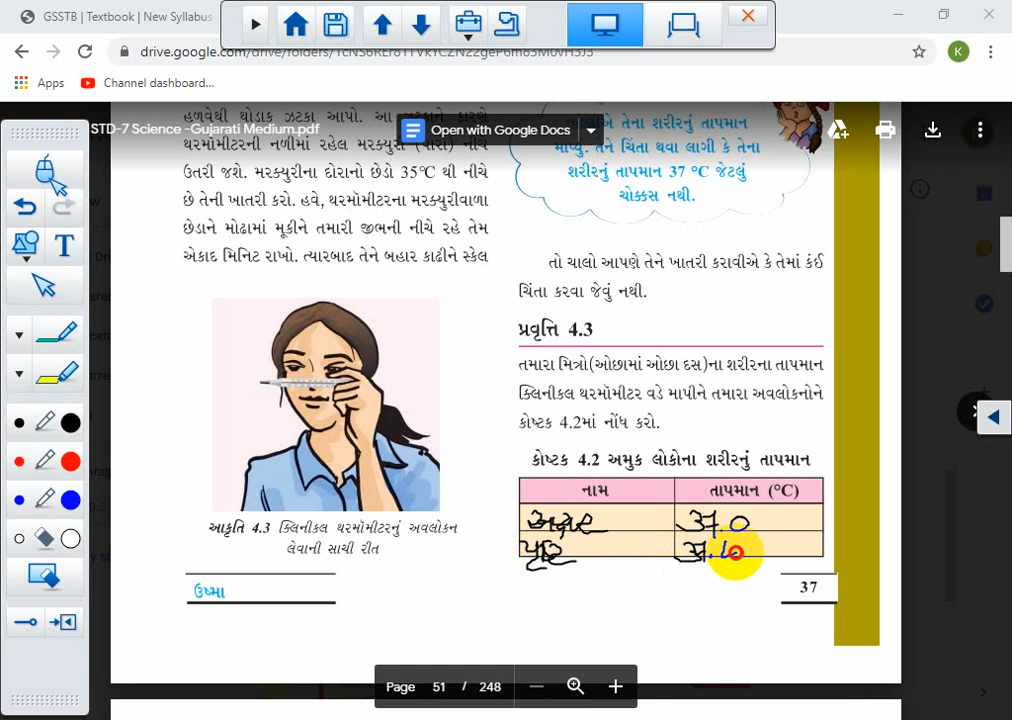 GSSTB | Textbook | New Syllabus
drive.google.com/drive/folders/
K
Apps
Channel dashboard...
STD-7 Science -Gujarati Medium.pdf
Open with Google Docs
હળવેથી થોડાક ઝટકા આપો. આ
થરમૉમીટરની નળીમાં રહેલ મરક્યુરી (પારો) નીચે
ઉતરી જશે. મરક્યુરીના દોરાનો છેડો 35°C થી નીચે
છે તેની ખાતરી કરો. હવે, થરમૉમીટરના મરક્યુરીવાળા
છેડાને મોઢામાં મૂકીને તમારી જીભની નીચે રહે તેમ
એકાદ મિનિટ રાખો. ત્યારબાદ તેને બહાર કાઢીને સ્કેલ
આકૃતિ 4.3 ક્લિનીકલ થરમૉમીટરનું અવલોકન
લેવાની સાચી રીત
ઉષ્મા
તેના શરીરનું તાપમાન
માપ્યું. તેને ચિંતા થવા લાગી કે તેના
શરીરનું તાપમાન 37 °C જેટલું
ચોક્કસ નથી.
તો ચાલો આપણે તેને ખાતરી કરાવીએ કે તેમાં કંઈ
ચિંતા કરવા જેવું નથી.
પ્રવૃત્તિ 4.3
તમારા મિત્રો(ઓછામાં ઓછા દસ)ના શરીરના તાપમાન
ક્લિનીકલ થરમૉમીટર વડે માપીને તમારા અવલોકનોને
કોષ્ટક 4.2માં નોંધ કરો.
કોષ્ટક 4.2 અમુક લોકોના શરીરનું તાપમાન
નામ તાપમાન (°C)
37
Page 51 / 248